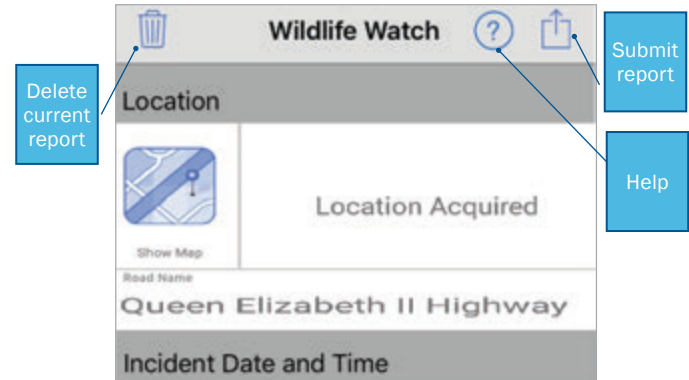 Wildlife Watch
?
Submit
report
Delete
current
report
Location
Location Acquired
Help
Show Map
Road Name
Queen Elizabeth II Highway
Incident Date and Time